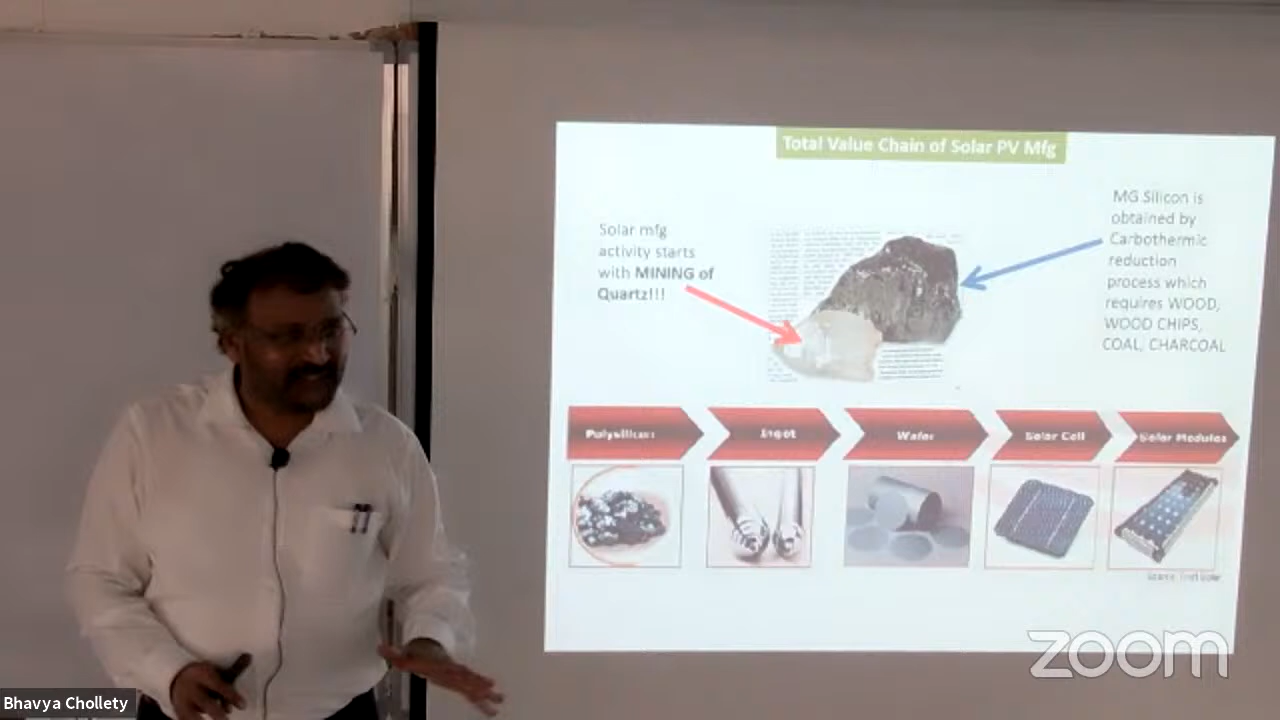 Total Value Chain of Solar PV Mfg
Solar mfg
activity starts
with MINING of
Quartz!!!
MG Silicon is
obtained by
Carbothermic
reduction
process which
requires WOOD,
WOOD CHIPS,
COAL, CHARCOAL
Polysilicon
Ingot
Wafer
Solar Cell
Solar Modules
zoom
Bhavya Chollety